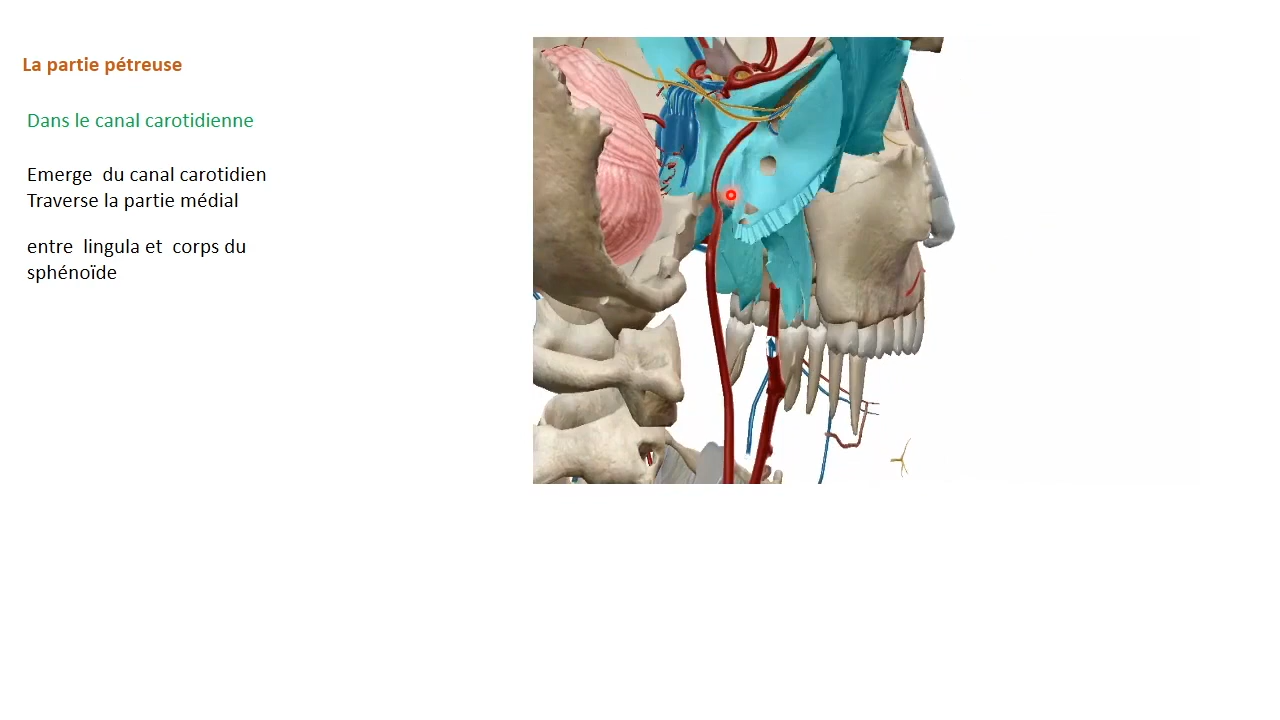 La partie pétreuse
Dans le canal carotidienne
Emerge  du canal carotidien
Traverse la partie médial
entre  lingula et  corps du
sphénoïde